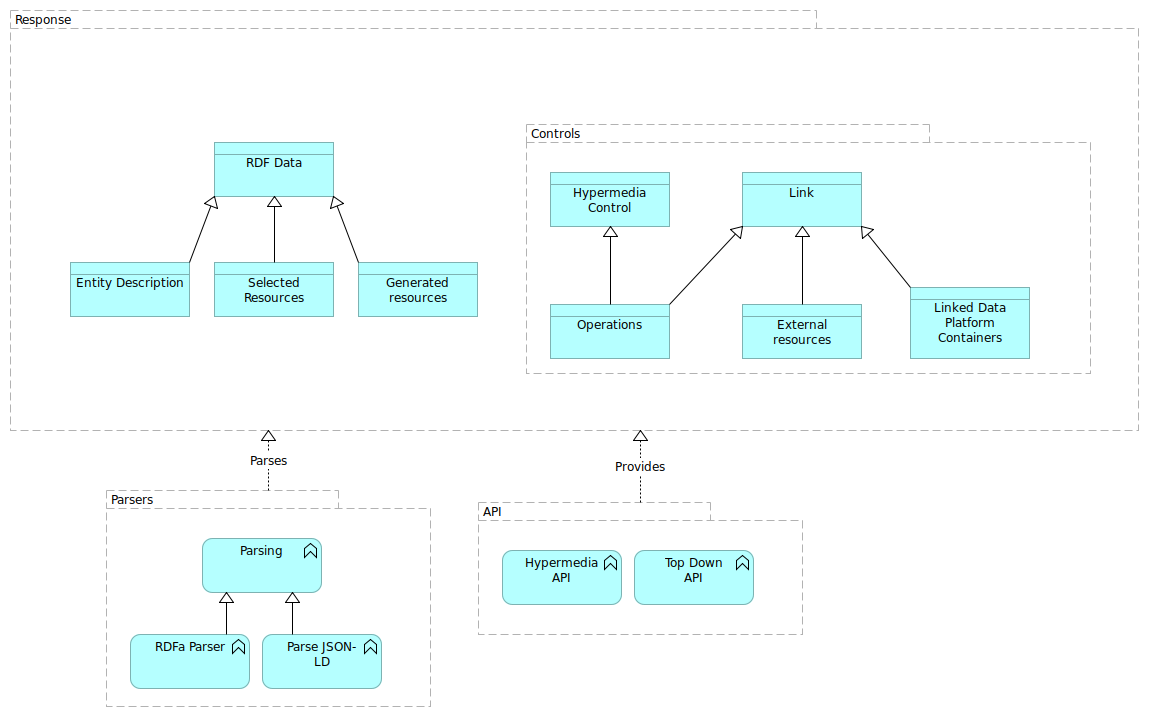 Response
RDF Data
Entity Description
Selected
Resources
Generated
resources
Controls
Hypermedia
Control
Link
Operations
External
resources
Linked Data
Platform
Containers
Parses
Provides
Parsers
Parsing
RDFa Parser
Parse JSON-
LD
API
Hypermedia
API
Top Down
API